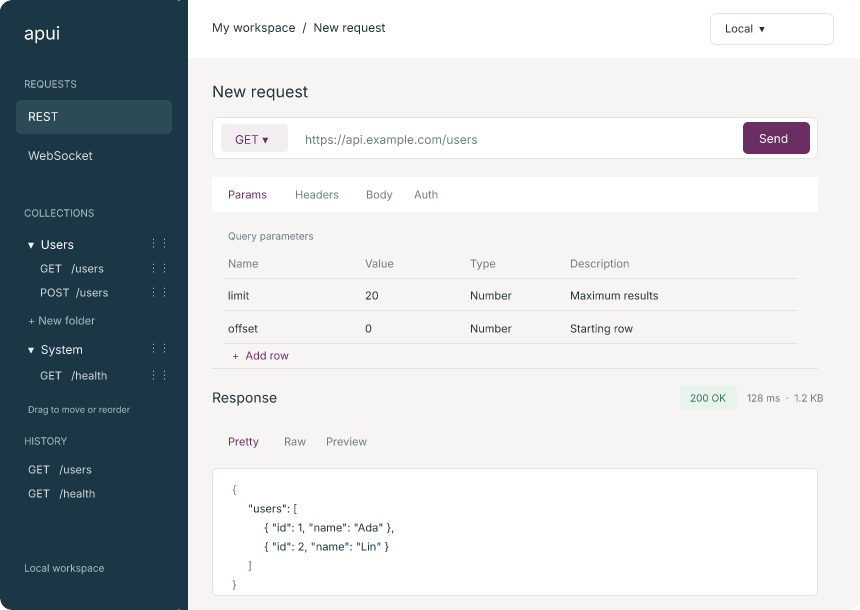 apui
REQUESTS
REST
WebSocket
COLLECTIONS
▾ Users
GET /users
POST /users
+ New folder
▾ System
GET /health
Drag to move or reorder
HISTORY
GET /users
GET /health
Local workspace
My workspace / New request
Local ▾
New request
GET ▾ https://api.example.com/users Send
Params Headers Body Auth
Query parameters
Name Value Type Description
limit 20 Number Maximum results
offset 0 Number Starting row
+ Add row
Response 200 OK 128 ms · 1.2 KB
Pretty Raw Preview
{
"users": [
{ "id": 1, "name": "Ada" },
{ "id": 2, "name": "Lin" }
]
}